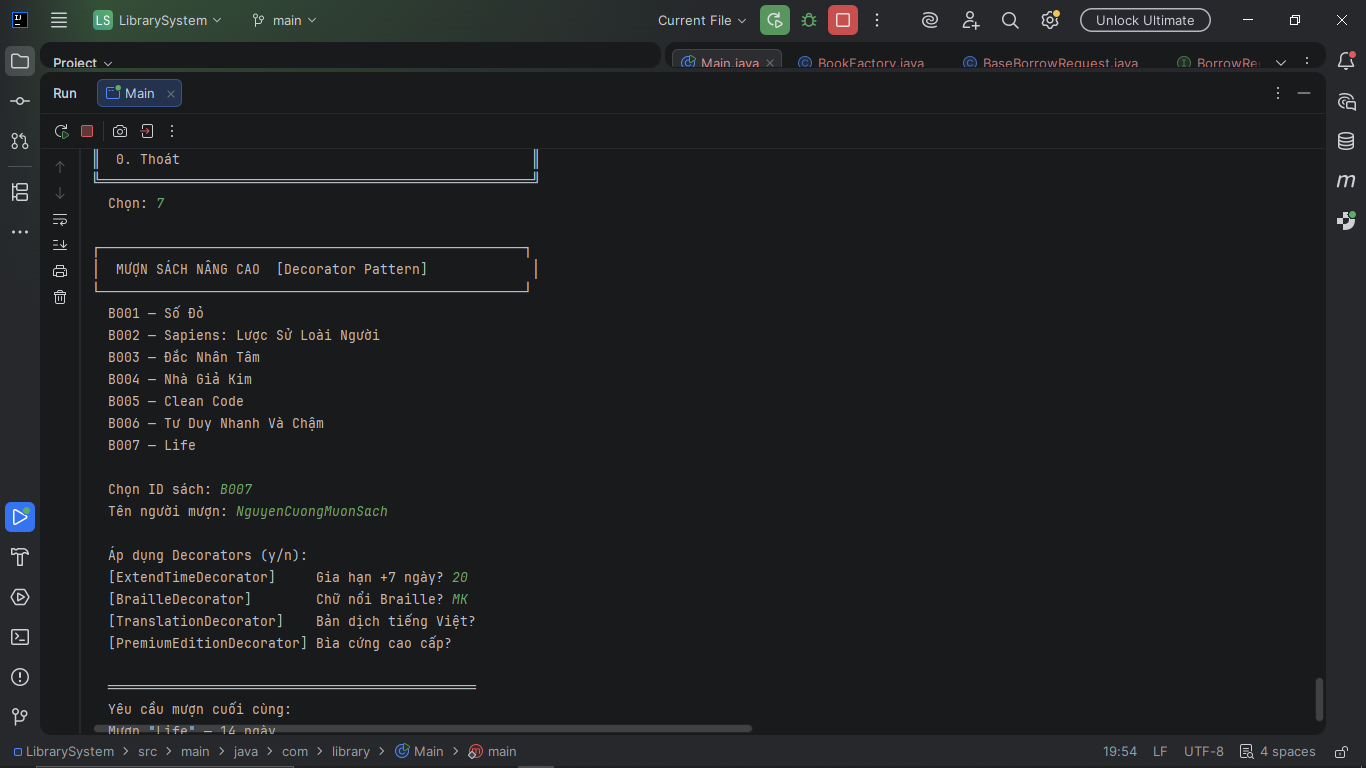 LS LibrarySystem main Current File Unlock Ultimate
Project Main.java BookFactory.java BaseBorrowRequest.java BorrowRe
Run Main
0. Thoát
Chọn: 7
MƯỢN SÁCH NÂNG CAO [Decorator Pattern]
B001 — Số Đỏ
B002 — Sapiens: Lược Sử Loài Người
B003 — Đắc Nhân Tâm
B004 — Nhà Giả Kim
B005 — Clean Code
B006 — Tư Duy Nhanh Và Chậm
B007 — Life
Chọn ID sách: B007
Tên người mượn: NguyenCuongMuonSach
Áp dụng Decorators (y/n):
[ExtendTimeDecorator] Gia hạn +7 ngày? 20
[BrailleDecorator] Chữ nổi Braille? MK
[TranslationDecorator] Bản dịch tiếng Việt?
[PremiumEditionDecorator] Bìa cứng cao cấp?
Yêu cầu mượn cuối cùng:
Mượn "Life" — 14 ngày
LibrarySystem > src > main > java > com > library > Main > main 19:54 LF UTF-8 4 spaces